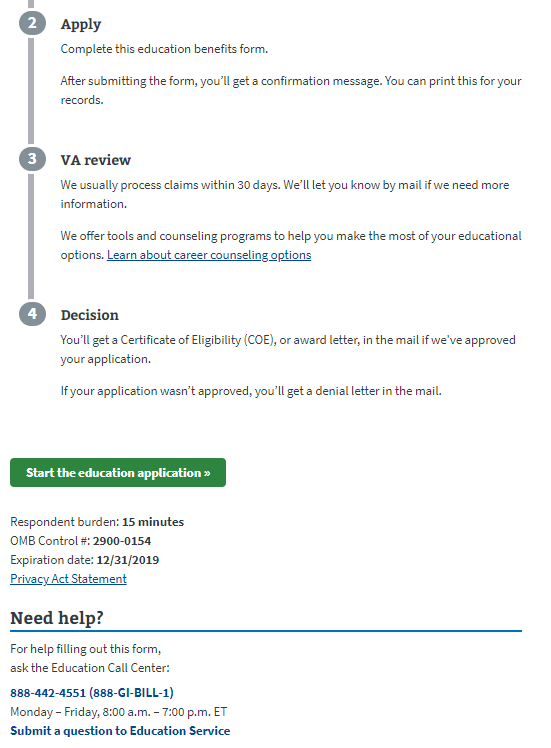 2 Apply
Complete this education benefits form.
After submitting the form, you’ll get a confirmation message. You can print this for your
records.
3 VA review
We usually process claims within 30 days. We’ll let you know by mail if we need more
information.
We offer tools and counseling programs to help you make the most of your educational
options. Learn about career counseling options
4 Decision
You’ll get a Certificate of Eligibility (COE), or award letter, in the mail if we've approved
your application.
If your application wasn’t approved, you’ll get a denial letter in the mail.
Start the education application »
Respondent burden: 15 minutes
OMB Control #: 2900-0154
Expiration date: 12/31/2019
Privacy Act Statement
Need help?
For help filling out this form,
ask the Education Call Center:
888-442-4551 (888-GI-BILL-1)
Monday – Friday, 8:00 a.m. – 7:00 p.m. ET
Submit a question to Education Service